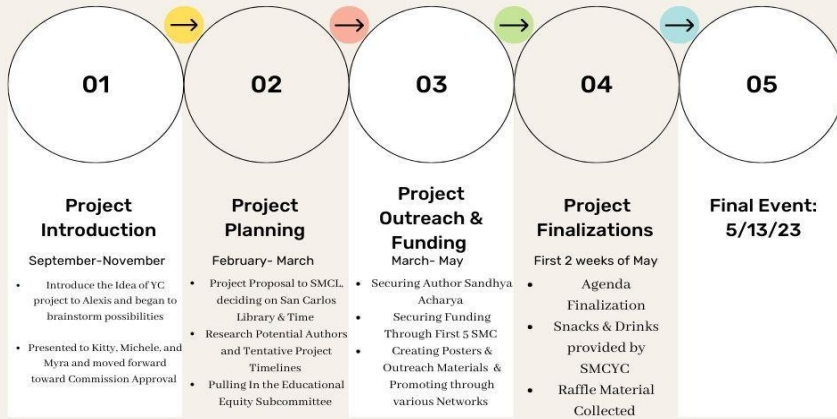 01
02
03
04
05
Project
Introduction
September-November
• Introduce the Idea of YC
project to Alexis and began to
brainstorm possibilities
• Presented to Kitty, Michele, and
Myra and moved forward
toward Commission Approval
Project
Planning
February- March
• Project Proposal to SMCL,
deciding on San Carlos
Library & Time
• Research Potential Authors
and Tentative Project
Timelines
• Pulling In the Educational
Equity Subcommittee
Project
Outreach &
Funding
March- May
• Securing Author Sandhya
Acharya
• Securing Funding
Through First 5 SMC
• Creating Posters &
Outreach Materials &
Promoting through
various Networks
Project
Finalizations
First 2 weeks of May
• Agenda
Finalization
• Snacks & Drinks
provided by
SMCYC
• Raffle Material
Collected
Final Event:
5/13/23